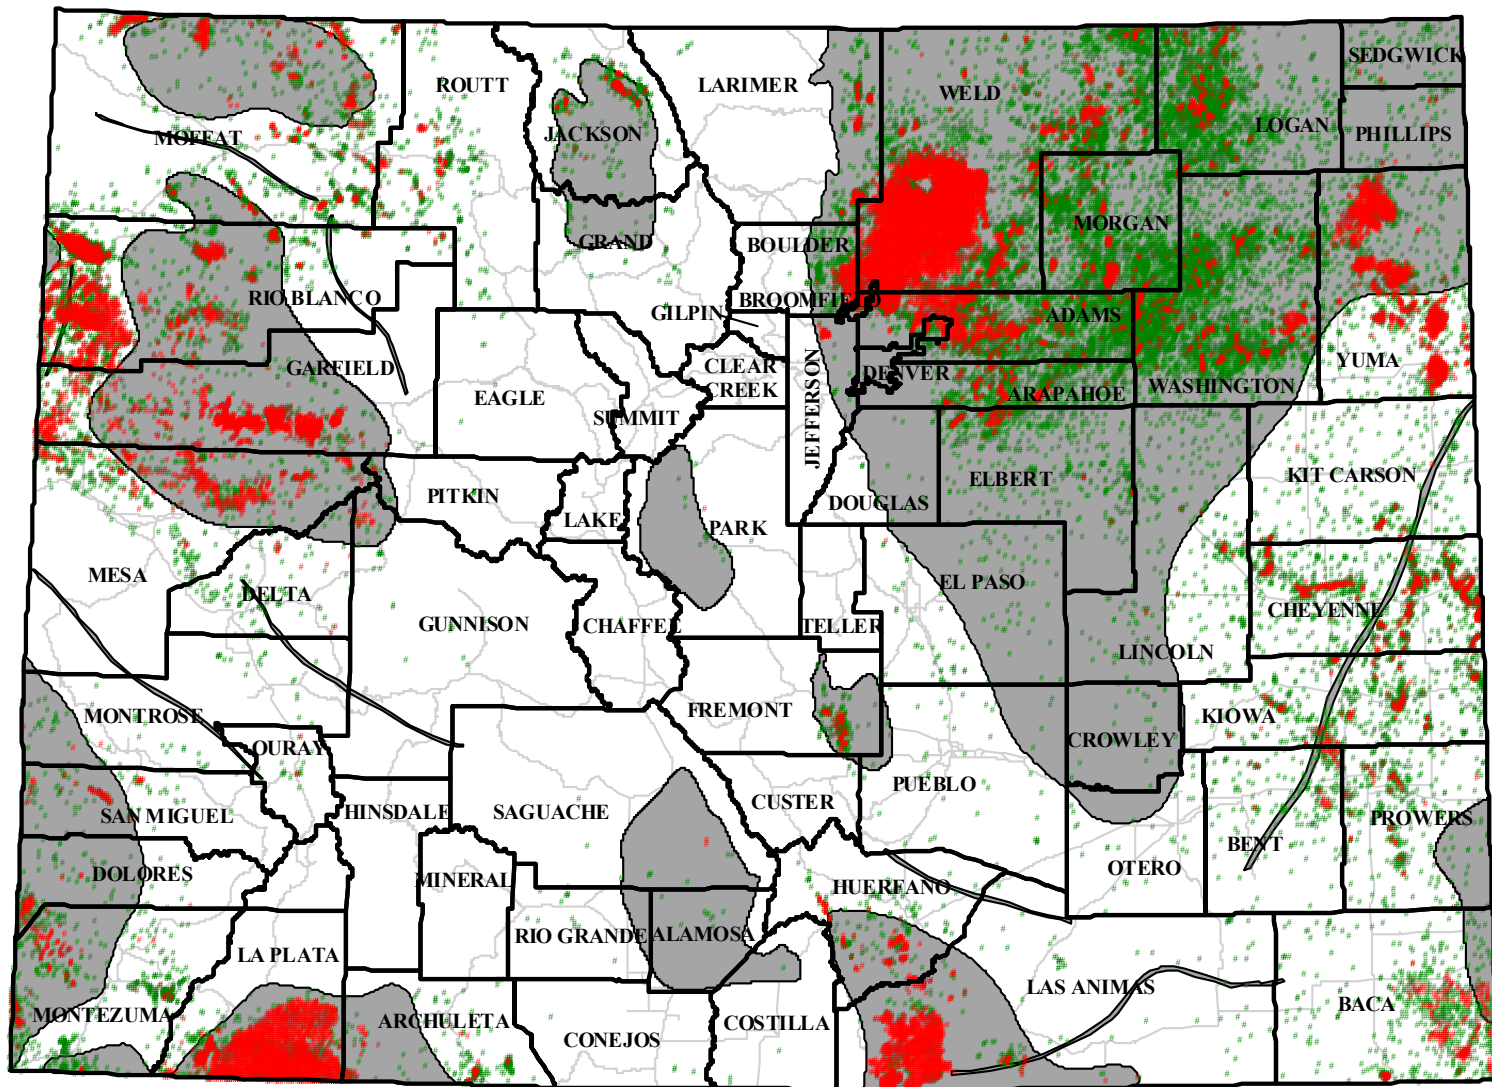 SEDGWICK
ROUTT
LARIMER
WELD
LOGAN
PHILLIPS
MOFFAT
JACKSON
MORGAN
GRAND
BOULDER
RIO BLANCO
BROOMFIELD
GILPIN
ADAMS
YUMA
GARFIELD
CLEAR
CREEK
DENVER
ARAPAHOE
WASHINGTON
EAGLE
SUMMIT
JEFFERSON
KIT CARSON
ELBERT
PITKIN
DOUGLAS
LAKE
PARK
MESA
DELTA
EL PASO
CHEYENNE
GUNNISON
CHAFFEE
TELLER
LINCOLN
MONTROSE
FREMONT
KIOWA
OURAY
CROWLEY
PUEBLO
SAN MIGUEL
HINSDALE
SAGUACHE
CUSTER
PROWERS
BENT
DOLORES
MINERAL
HUERFANO
OTERO
RIO GRANDE
ALAMOSA
LA PLATA
LAS ANIMAS
MONTEZUMA
ARCHULETA
CONEJOS
COSTILLA
BACA